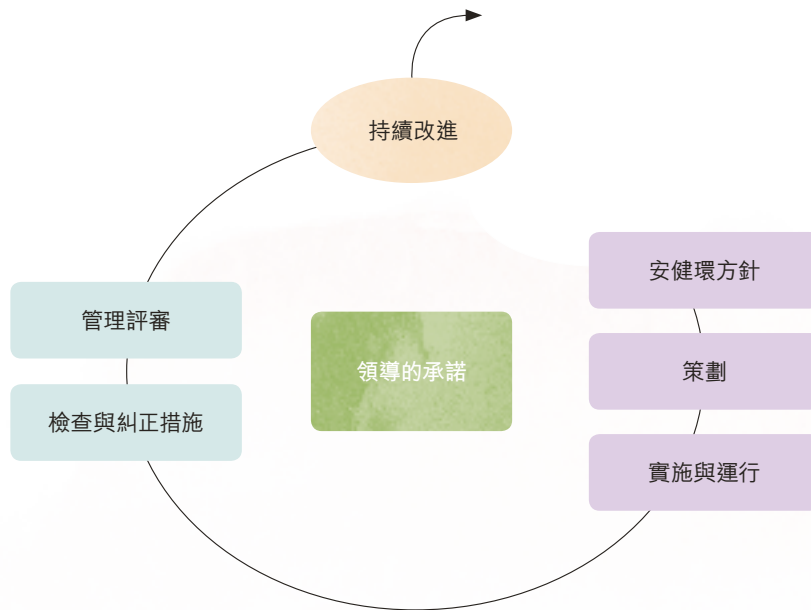 持續改進
安健環方針
管理評審
領導的承諾
策劃
檢查與糾正措施
實施與運行